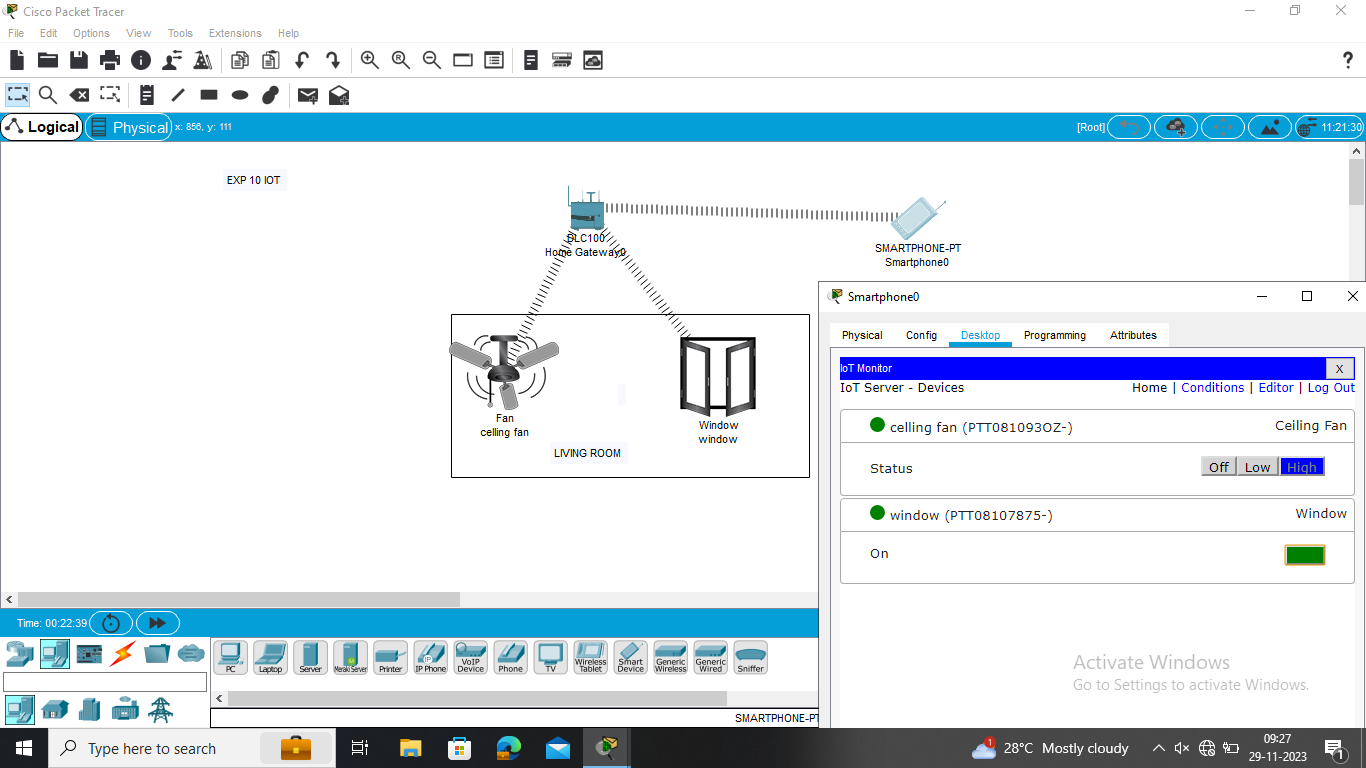 Cisco Packet Tracer
File Edit Options View Tools Extensions Help
?
Logical Physical x: 856, y: 111 [Root] 11:21:30
EXP 10 IOT
DLC100
Home Gateway0
SMARTPHONE-PT
Smartphone0
Fan
celling fan
Window
window
LIVING ROOM
Smartphone0
Physical Config Desktop Programming Attributes
IoT Monitor X
IoT Server - Devices Home | Conditions | Editor | Log Out
celling fan (PTT081093OZ-) Ceiling Fan
Status Off Low High
window (PTT08107875-) Window
On
Time: 00:22:39
PC Laptop Server Meraki Server Printer IP Phone VoIP Device Phone TV Wireless Tablet Smart Device Generic Wireless Generic Wired Sniffer
SMARTPHONE-PT
Activate Windows
Go to Settings to activate Windows.
Type here to search
1
28°C Mostly cloudy
09:27
29-11-2023
1